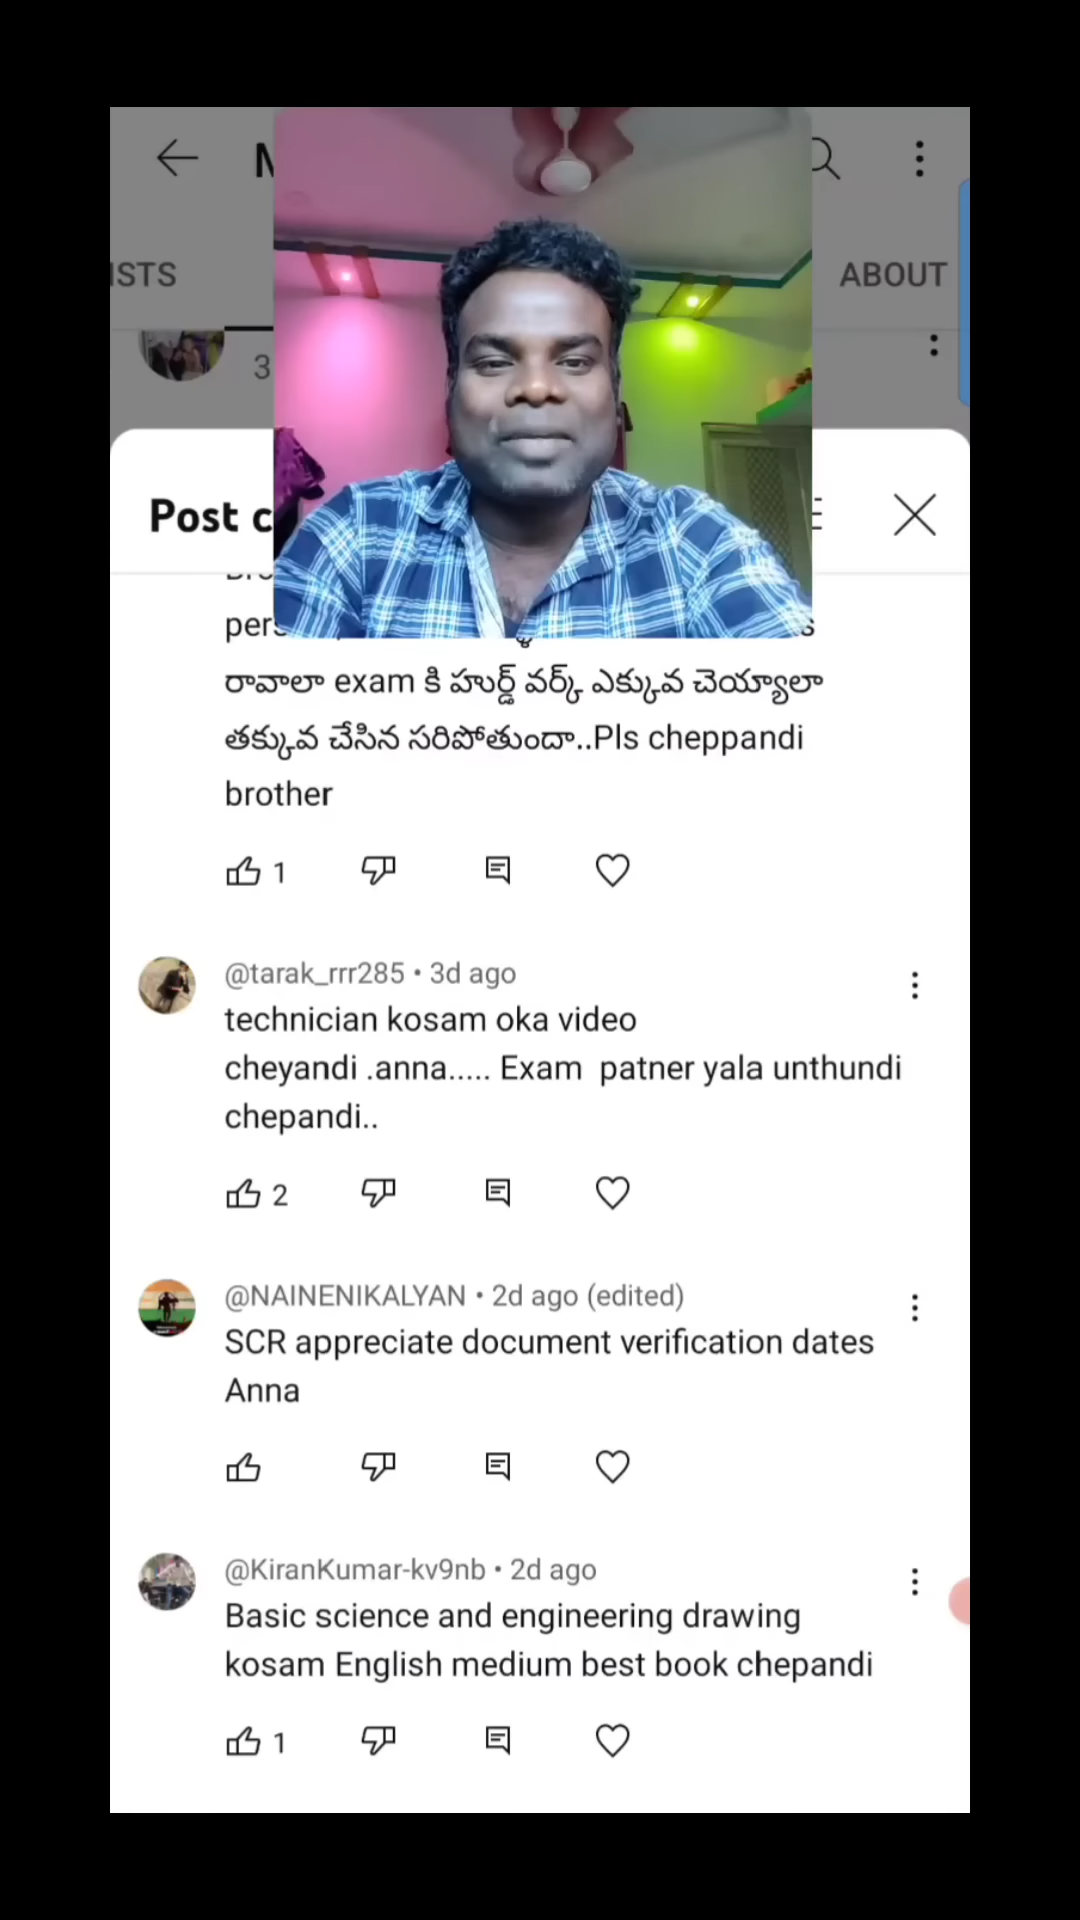 ABOUT
3
Post c
pers
రావాలా exam కి హుర్డ్ వర్క్ ఎక్కువ చెయ్యాలా
తక్కువ చేసిన సరిపోతుందా..Pls cheppandi
brother
1
@tarak_rrr285 • 3d ago
technician kosam oka video
cheyandi .anna..... Exam patner yala unthundi
chepandi..
2
@NAINENIKALYAN • 2d ago (edited)
SCR appreciate document verification dates
Anna
@KiranKumar-kv9nb • 2d ago
Basic science and engineering drawing
kosam English medium best book chepandi
1